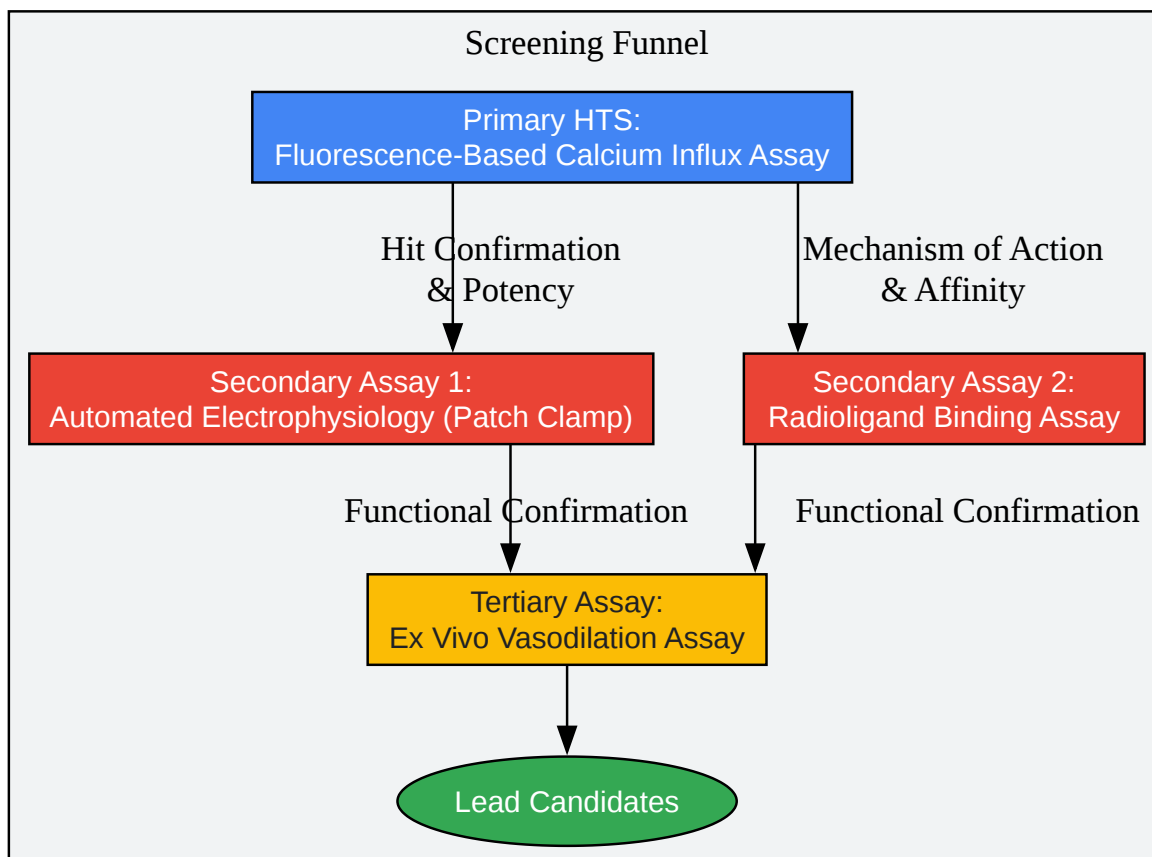 Screening Funnel
Primary HTS:
Fluorescence-Based Calcium Influx Assay
Hit Confirmation
& Potency
Mechanism of Action
& Affinity
Secondary Assay 1:
Automated Electrophysiology (Patch Clamp)
Secondary Assay 2:
Radioligand Binding Assay
Functional Confirmation
Functional Confirmation
Tertiary Assay:
Ex Vivo Vasodilation Assay
Lead Candidates